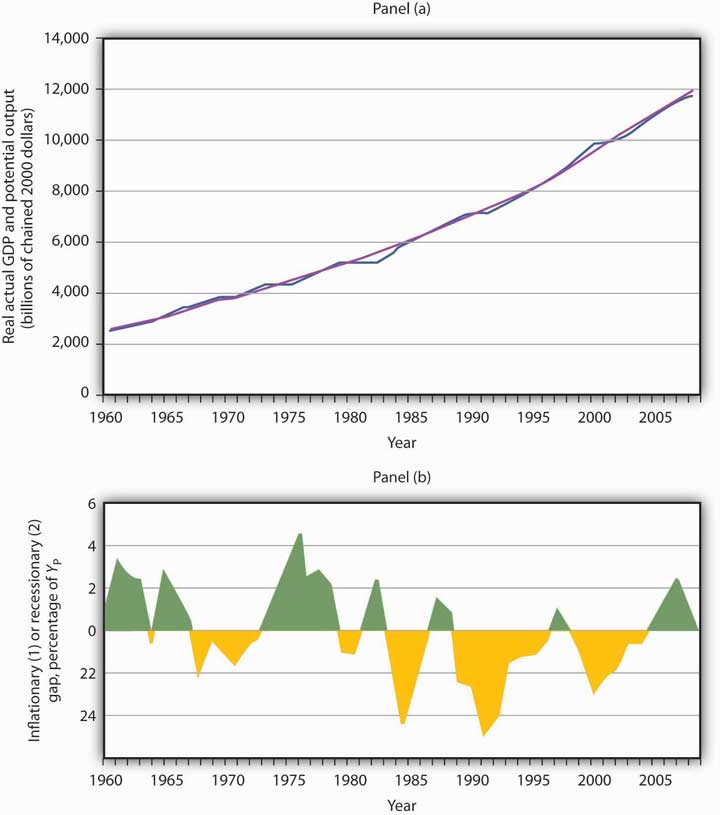 Panel (a)
Real actual GDP and potential output
(billions of chained 2000 dollars)
14,000
12,000
10,000
8,000
6,000
4,000
2,000
0
1960 1965 1970 1975 1980 1985 1990 1995 2000 2005
Year
Panel (b)
Inflationary (1) or recessionary (2)
gap, percentage of YP
6
4
2
0
22
24
1960 1965 1970 1975 1980 1985 1990 1995 2000 2005
Year